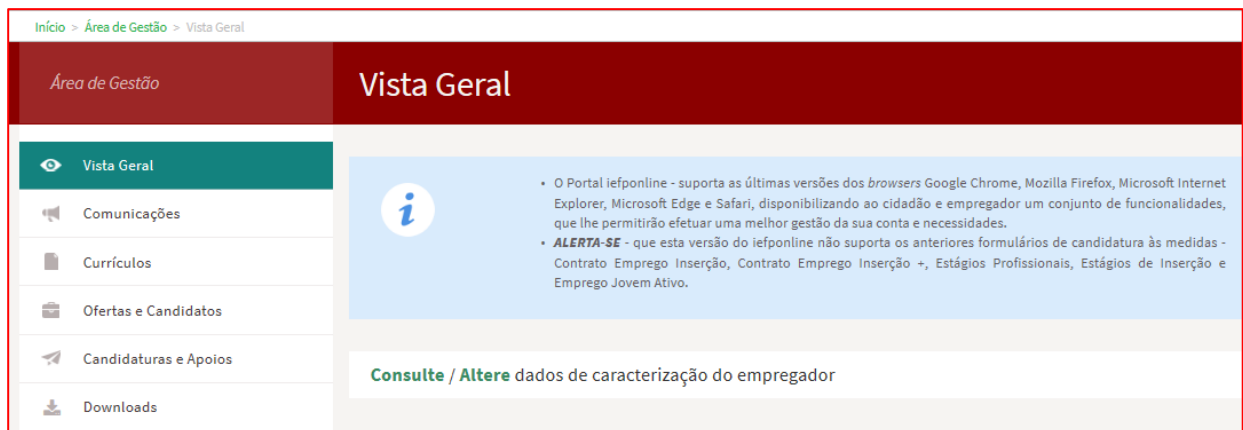 Início > Área de Gestão > Vista Geral
Área de Gestão
Vista Geral
Vista Geral
Comunicações
Currículos
Ofertas e Candidatos
Candidaturas e Apoios
Downloads
i
• O Portal iefponline - suporta as últimas versões dos browsers Google Chrome, Mozilla Firefox, Microsoft Internet
Explorer, Microsoft Edge e Safari, disponibilizando ao cidadão e empregador um conjunto de funcionalidades,
que lhe permitirão efetuar uma melhor gestão da sua conta e necessidades.
• ALERTA-SE - que esta versão do iefponline não suporta os anteriores formulários de candidatura às medidas -
Contrato Emprego Inserção, Contrato Emprego Inserção +, Estágios Profissionais, Estágios de Inserção e
Emprego Jovem Ativo.
Consulte / Altere dados de caracterização do empregador